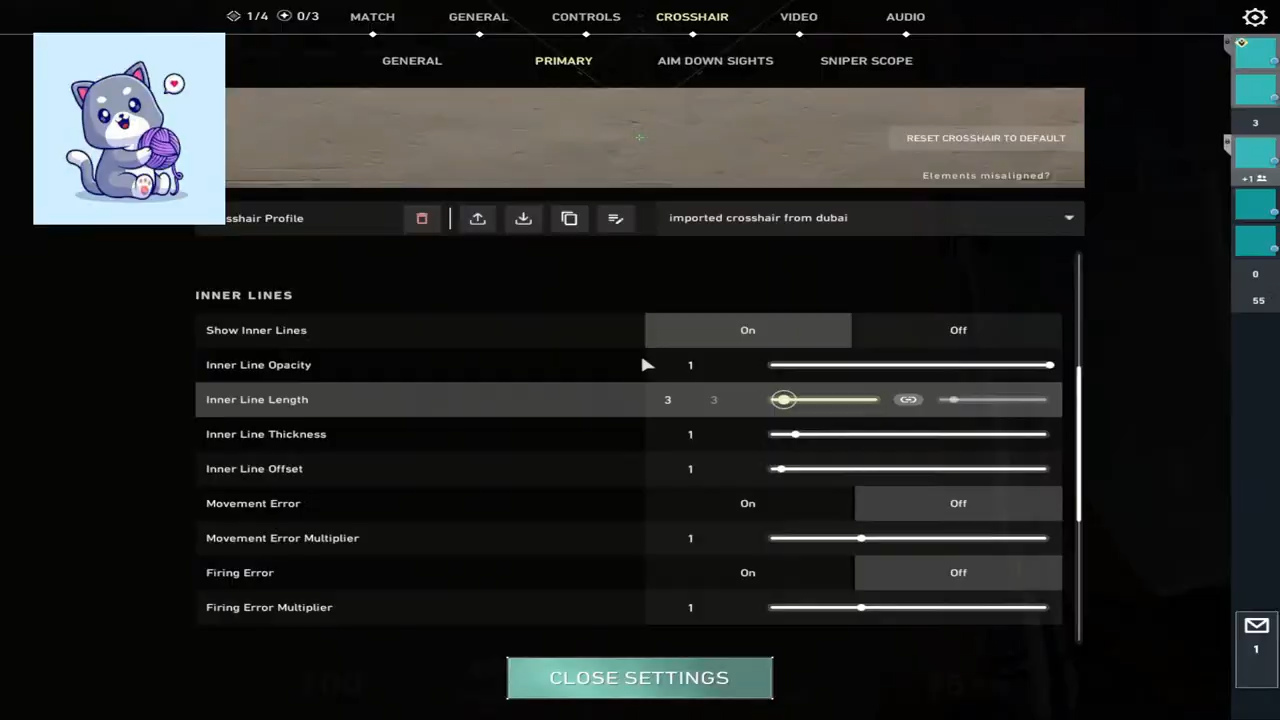 1/4 0/3 MATCH GENERAL CONTROLS CROSSHAIR VIDEO AUDIO
GENERAL PRIMARY AIM DOWN SIGHTS SNIPER SCOPE
3
RESET CROSSHAIR TO DEFAULT
Elements misaligned?
+1
sshair Profile imported crosshair from dubai
0
INNER LINES
55
Show Inner Lines On Off
Inner Line Opacity 1
Inner Line Length 3 3
Inner Line Thickness 1
Inner Line Offset 1
Movement Error On Off
Movement Error Multiplier 1
Firing Error On Off
Firing Error Multiplier 1
1
CLOSE SETTINGS